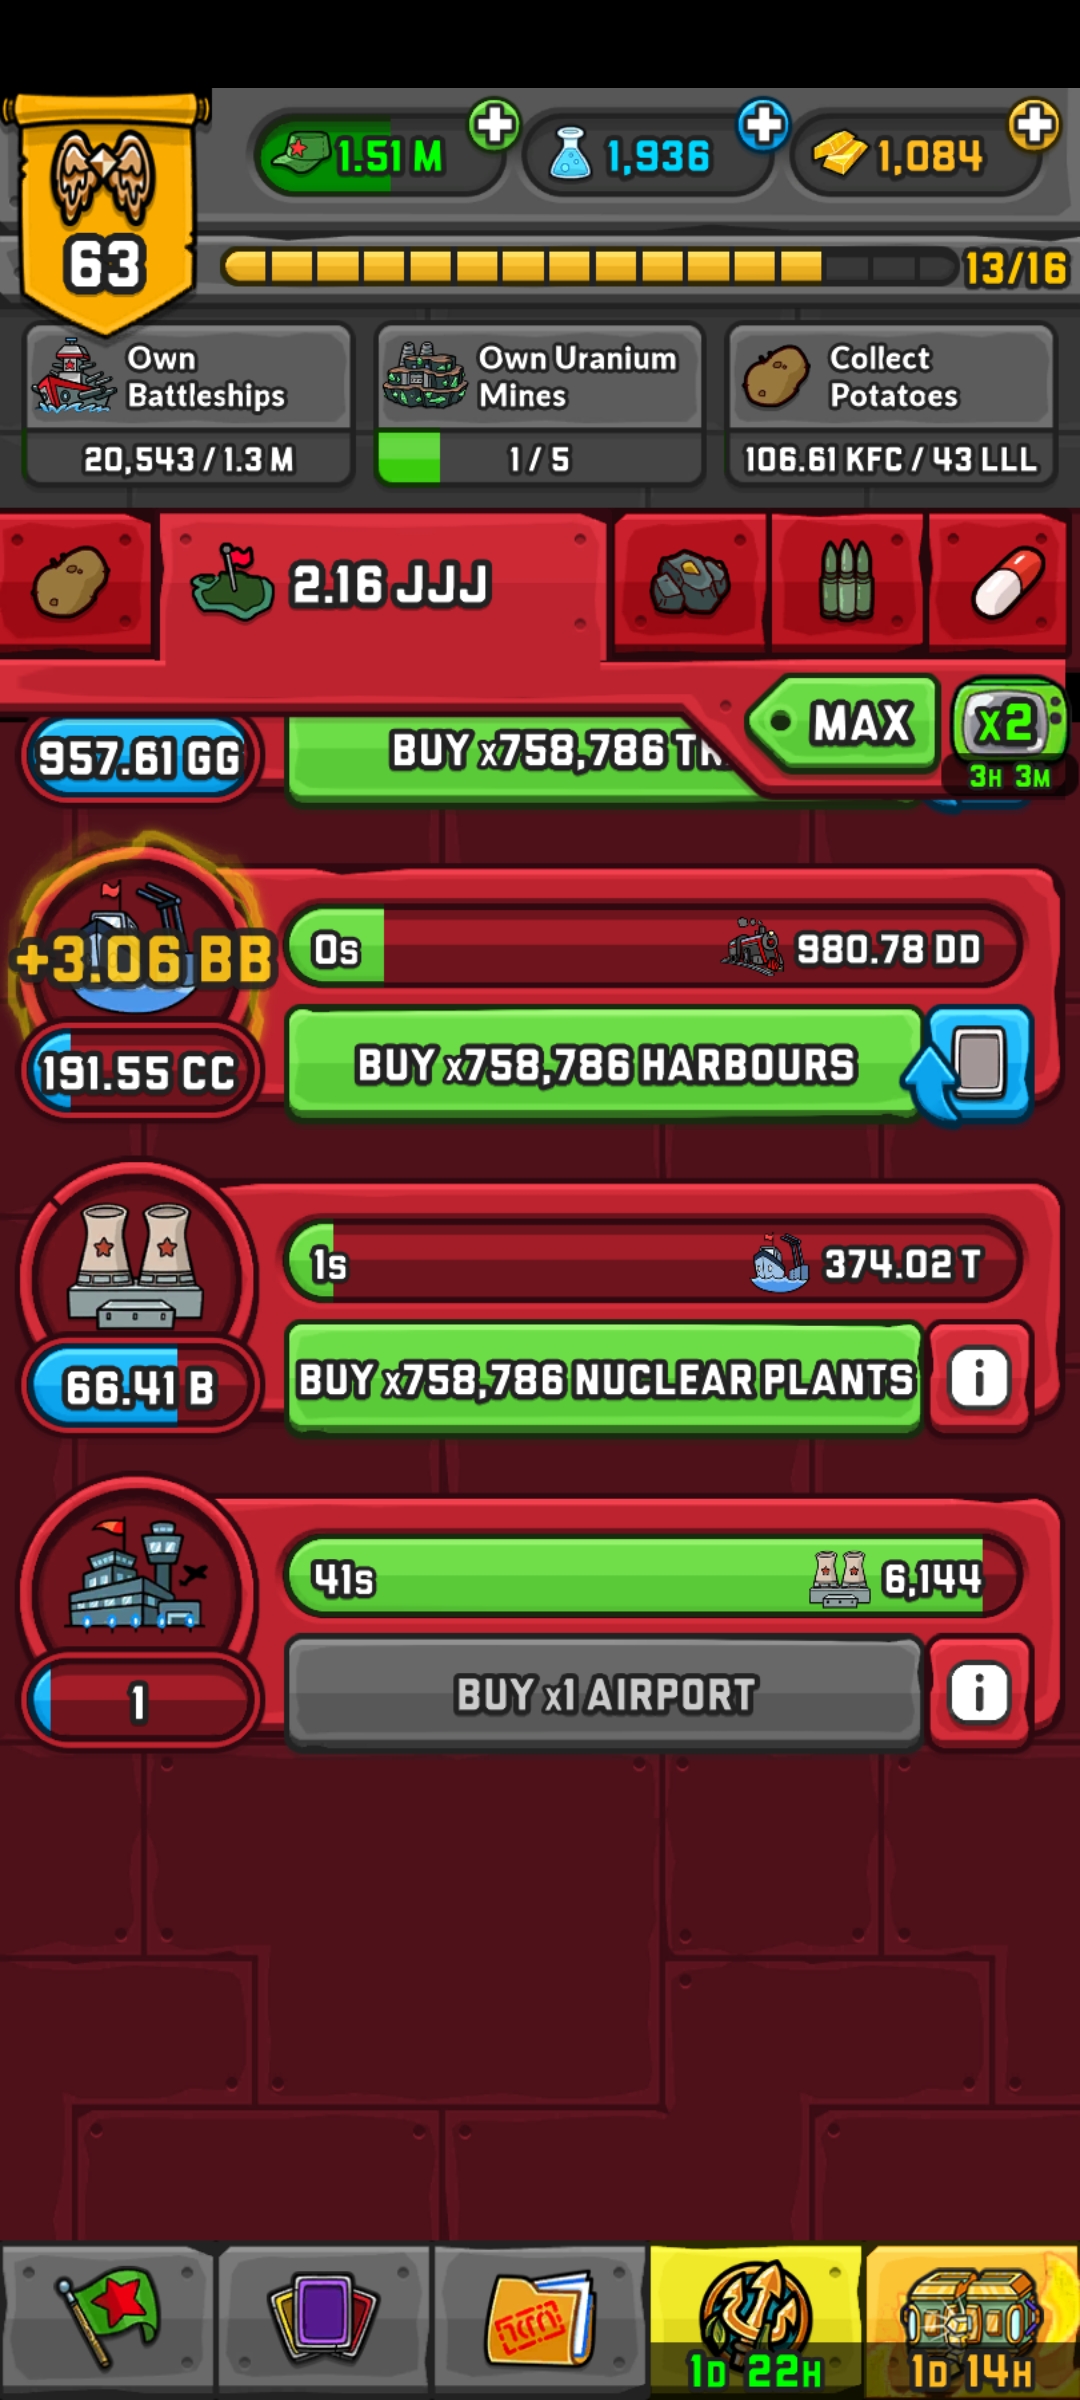 1.51 M
1,936
1,084
63
13/16
Own
Battleships
20,543 / 1.3 M
Own Uranium
Mines
1 / 5
Collect
Potatoes
106.61 KFC / 43 LLL
2.16 JJJ
MAX
x2
3H 3M
957.61 GG
BUY x758,786 TR
+3.06 BB
0s
980.78 DD
191.55 CC
BUY x758,786 HARBOURS
1s
374.02 T
66.41 B
BUY x758,786 NUCLEAR PLANTS
i
41s
6,144
1
BUY x1 AIRPORT
i
1D 22H
1D 14H